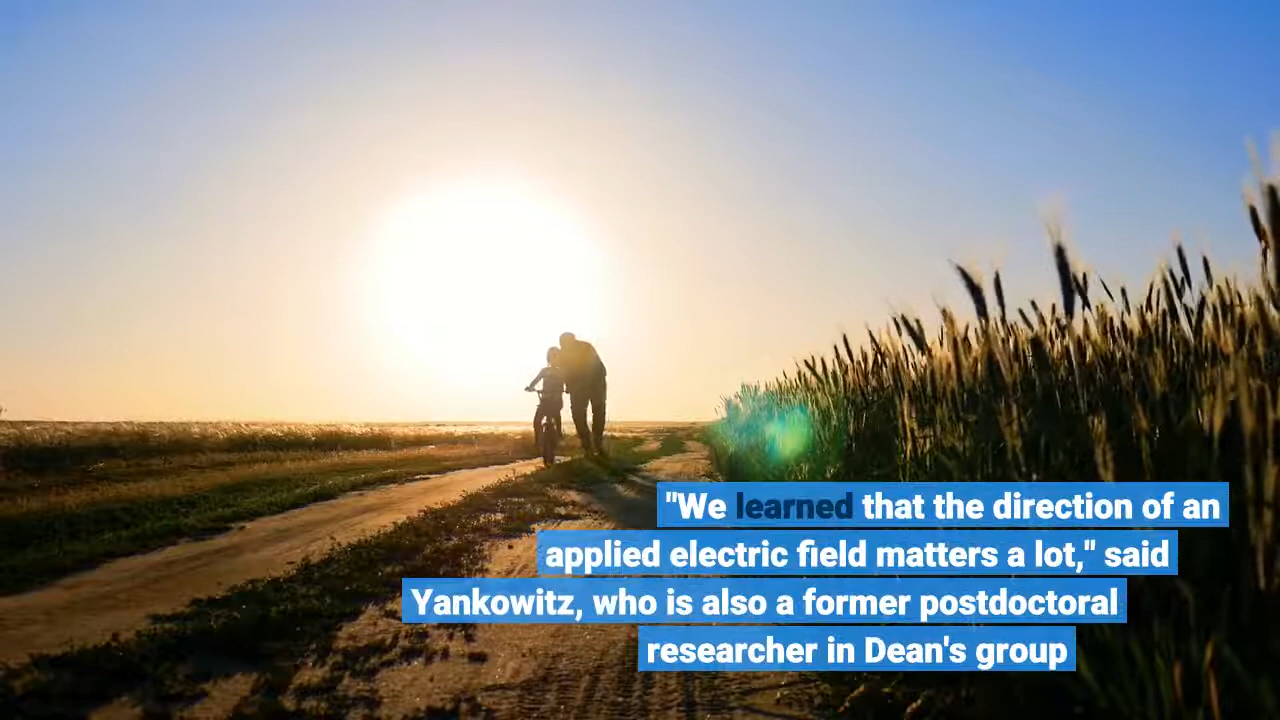 "We learned that the direction of an
applied electric field matters a lot," said
Yankowitz, who is also a former postdoctoral
researcher in Dean's group